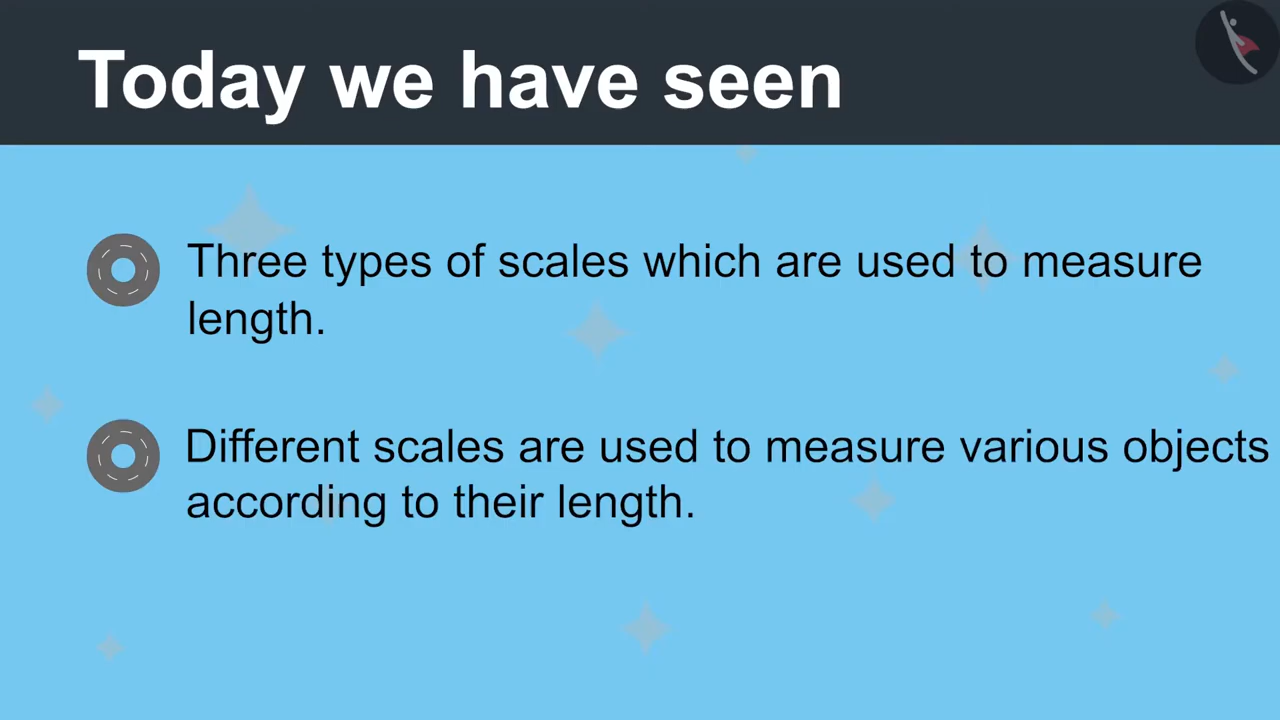 Today we have seen
Three types of scales which are used to measure
length.
Different scales are used to measure various objects
according to their length.